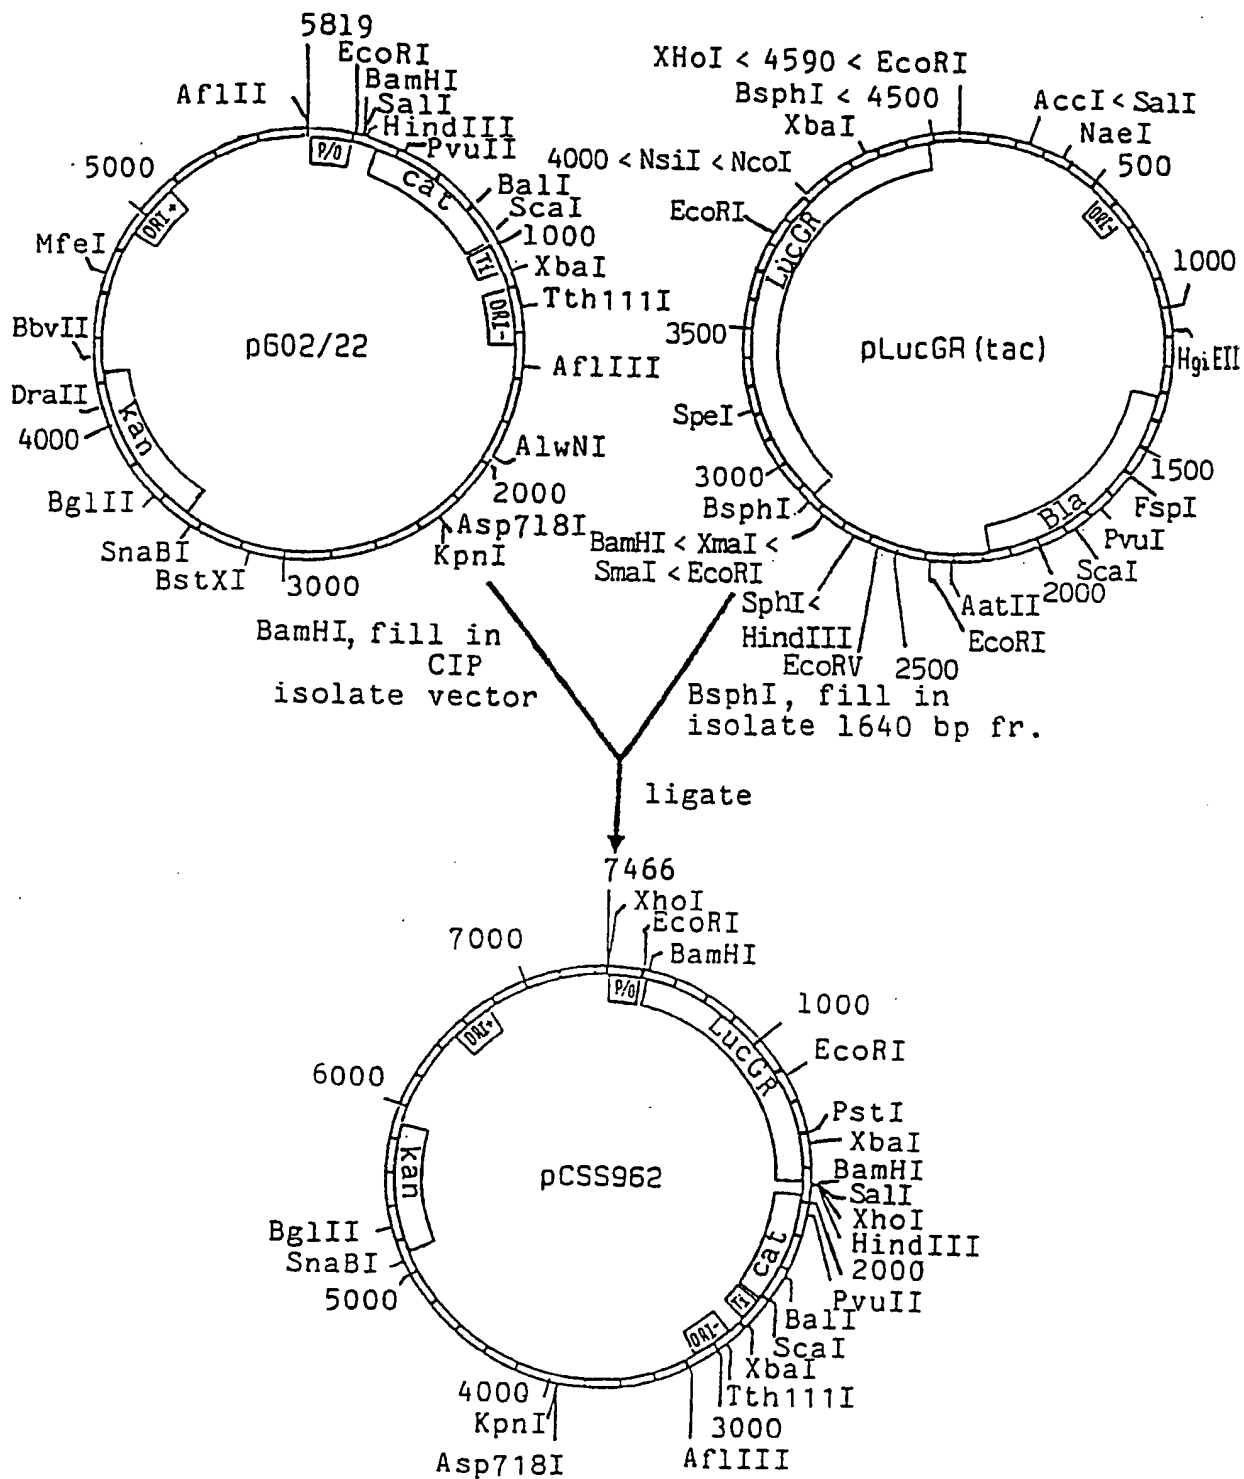 5819
EcoRI
BamHI
SalI
HindIII
PvuII
AflII
P/O
cat
BalI
ScaI
1000
T1
XbaI
Tth111I
ORI-
AflIII
AlwNI
2000
Asp718I
KpnI
3000
BstXI
SnaBI
BglII
4000
kan
DraII
BbvII
MfeI
5000
ORI+
pG02/22
XHoI < 4590 < EcoRI
BsphI < 4500
XbaI
AccI < SalI
NaeI
500
ORI-
4000 < NsiI < NcoI
EcoRI
LucGR
1000
3500
pLucGR(tac)
HgiEII
SpeI
3000
BsphI
1500
FspI
Bla
PvuI
ScaI
2000
BamHI < XmaI <
SmaI < EcoRI
SphI <
HindIII
EcoRV
2500
AatII
EcoRI
BamHI, fill in
CIP
isolate vector
BsphI, fill in
isolate 1640 bp fr.
ligate
7466
XhoI
EcoRI
BamHI
7000
P/O
LucGR
1000
EcoRI
ORI+
6000
PstI
XbaI
BamHI
SalI
XhoI
HindIII
2000
PvuII
kan
pCSS962
cat
BalI
ScaI
T1
XbaI
ORI-
Tth111I
3000
AflIII
BglII
SnaBI
5000
4000
KpnI
Asp718I